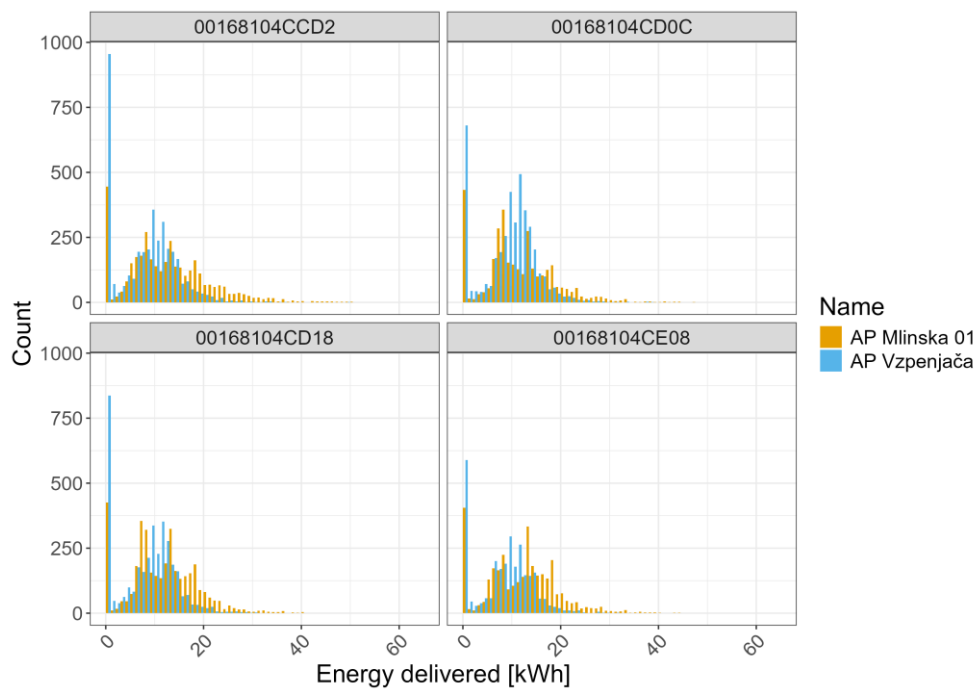 00168104CCD2
00168104CD0C
1000
750
500
250
0
00168104CD18
00168104CE08
1000
750
500
250
0
Count
0
20
40
60
0
20
40
60
Energy delivered [kWh]
Name
AP Mlinska 01
AP Vzpenjača